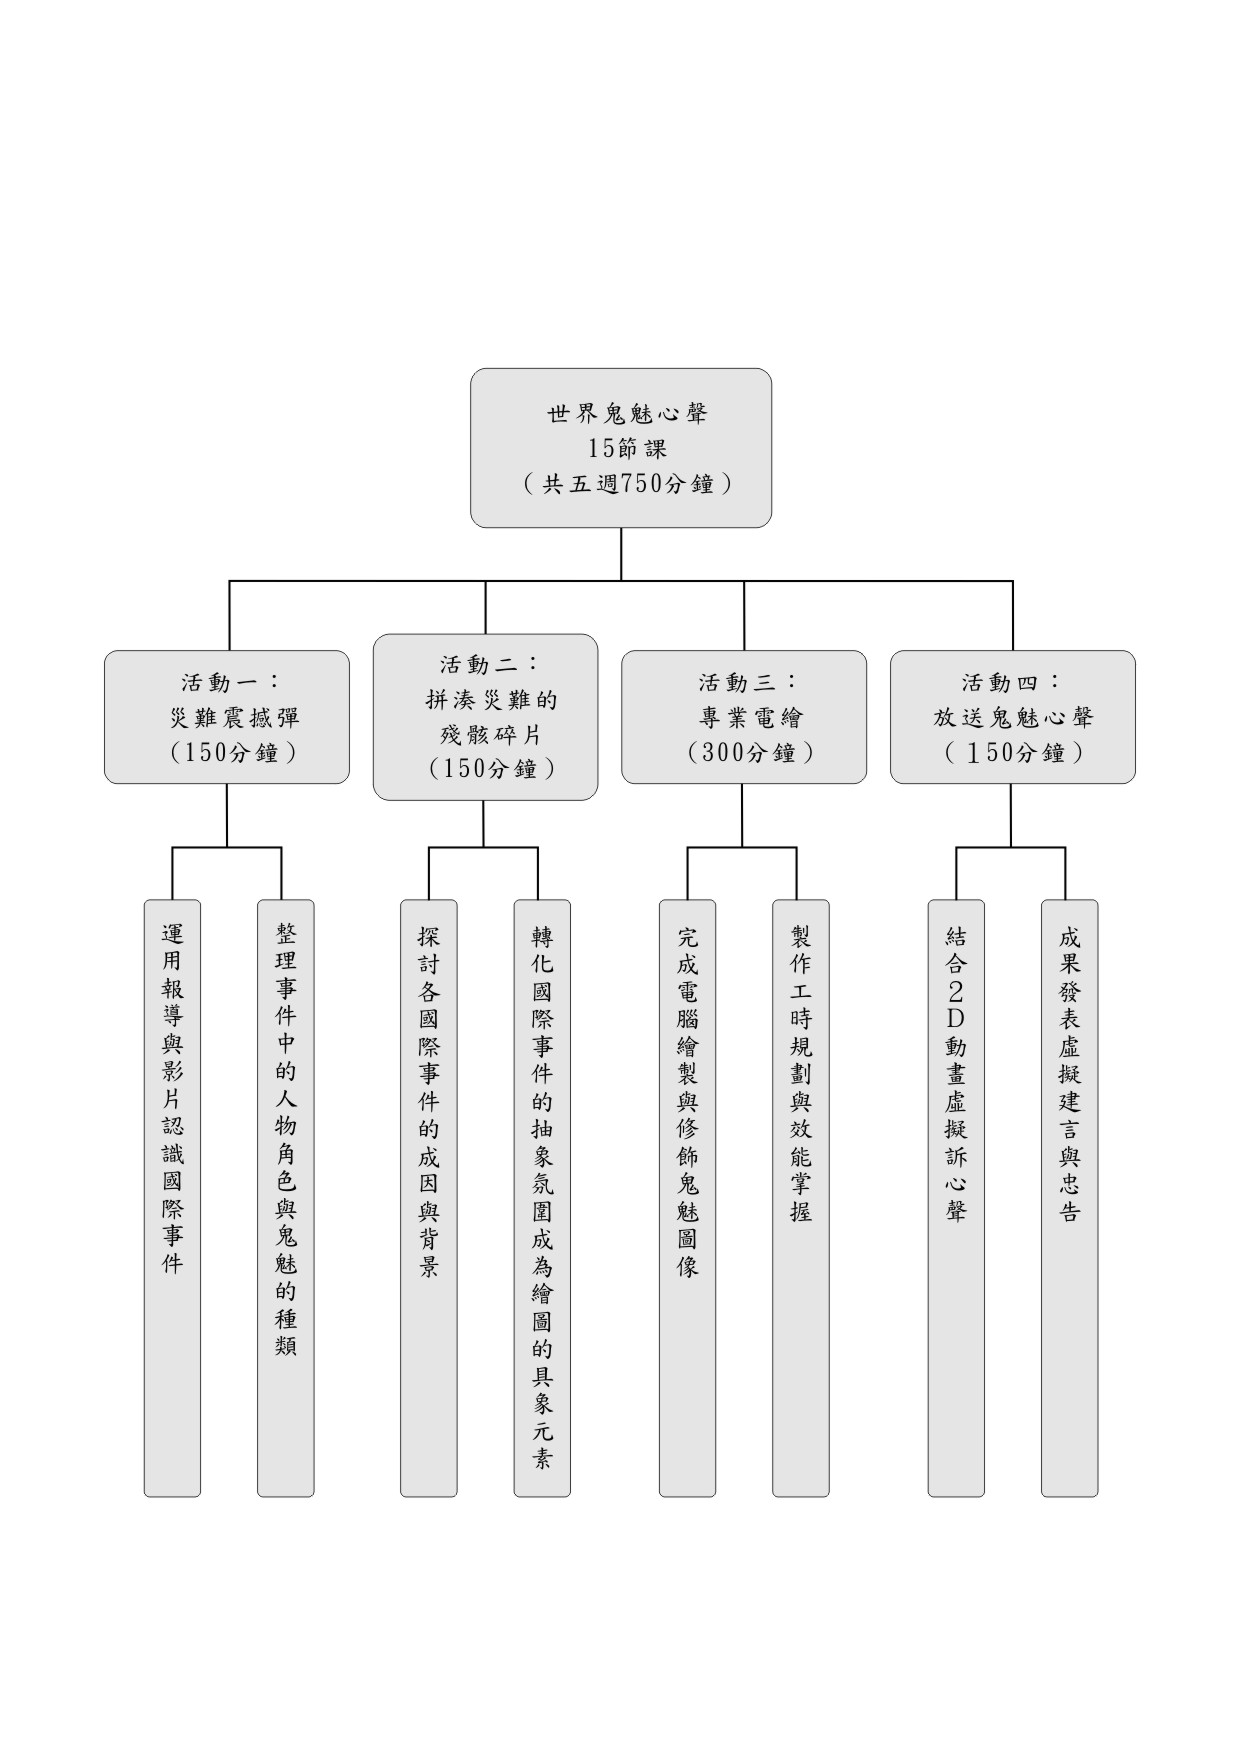 世界鬼魅心聲
15節課
（共五週750分鐘）
活動一：
災難震撼彈
(150分鐘)
活動二：
拼湊災難的
殘骸碎片
(150分鐘)
活動三：
專業電繪
(300分鐘)
活動四：
放送鬼魅心聲
（150分鐘）
運用報導與影片認識國際事件
整理事件中的人物角色與鬼魅的種類
探討各國際事件的成因與背景
轉化國際事件的抽象氛圍成為繪圖的具象元素
完成電腦繪製與修飾鬼魅圖像
製作工時規劃與效能掌握
結合2D動畫虛擬訴心聲
成果發表虛擬建言與忠告